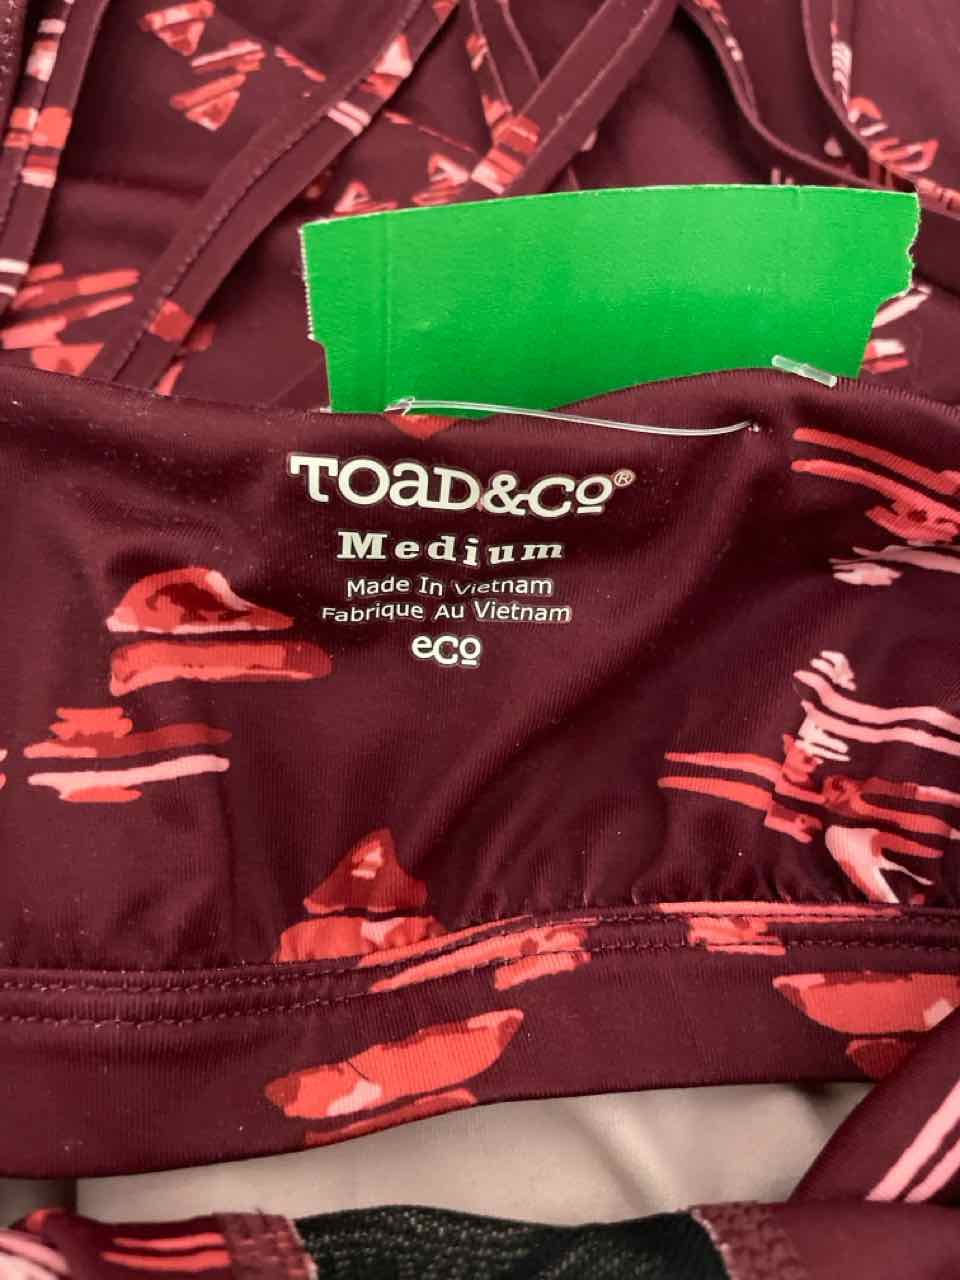 TOAD&CO®
Medium
Made In Vietnam
Fabrique Au Vietnam
eco